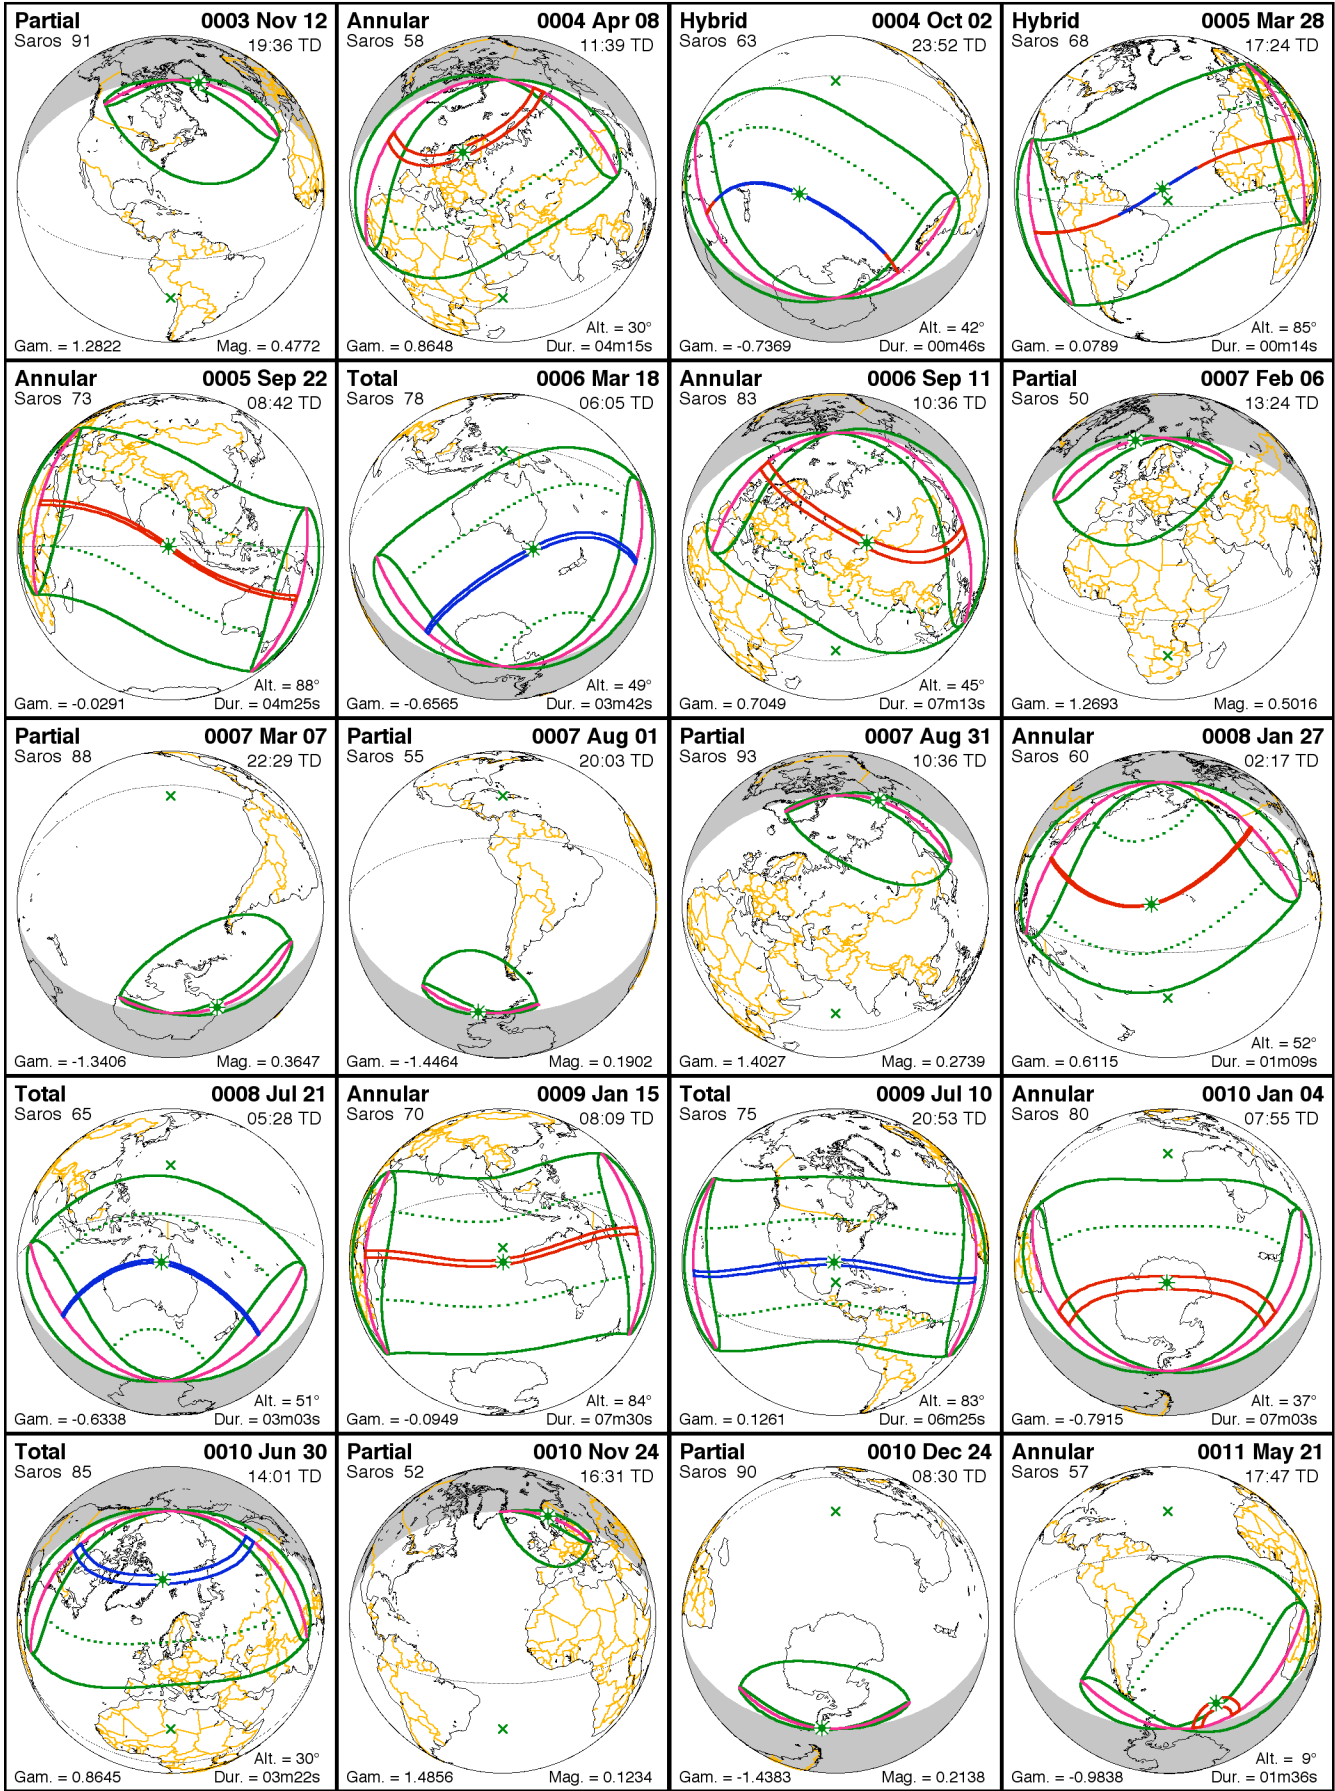 Partial 0003 Nov 12
Saros 91 19:36 TD
Gam. = 1.2822 Mag. = 0.4772
Annular 0004 Apr 08
Saros 58 11:39 TD
Alt. = 30°
Gam. = 0.8648 Dur. = 04m15s
Hybrid 0004 Oct 02
Saros 63 23:52 TD
Alt. = 42°
Gam. = -0.7369 Dur. = 00m46s
Hybrid 0005 Mar 28
Saros 68 17:24 TD
Alt. = 85°
Gam. = 0.0789 Dur. = 00m14s
Annular 0005 Sep 22
Saros 73 08:42 TD
Alt. = 88°
Gam. = -0.0291 Dur. = 04m25s
Total 0006 Mar 18
Saros 78 06:05 TD
Alt. = 49°
Gam. = -0.6565 Dur. = 03m42s
Annular 0006 Sep 11
Saros 83 10:36 TD
Alt. = 45°
Gam. = 0.7049 Dur. = 07m13s
Partial 0007 Feb 06
Saros 50 13:24 TD
Gam. = 1.2693 Mag. = 0.5016
Partial 0007 Mar 07
Saros 88 22:29 TD
Gam. = -1.3406 Mag. = 0.3647
Partial 0007 Aug 01
Saros 55 20:03 TD
Gam. = -1.4464 Mag. = 0.1902
Partial 0007 Aug 31
Saros 93 10:36 TD
Gam. = 1.4027 Mag. = 0.2739
Annular 0008 Jan 27
Saros 60 02:17 TD
Alt. = 52°
Gam. = 0.6115 Dur. = 01m09s
Total 0008 Jul 21
Saros 65 05:28 TD
Alt. = 51°
Gam. = -0.6338 Dur. = 03m03s
Annular 0009 Jan 15
Saros 70 08:09 TD
Alt. = 84°
Gam. = -0.0949 Dur. = 07m30s
Total 0009 Jul 10
Saros 75 20:53 TD
Alt. = 83°
Gam. = 0.1261 Dur. = 06m25s
Annular 0010 Jan 04
Saros 80 07:55 TD
Alt. = 37°
Gam. = -0.7915 Dur. = 07m03s
Total 0010 Jun 30
Saros 85 14:01 TD
Alt. = 30°
Gam. = 0.8645 Dur. = 03m22s
Partial 0010 Nov 24
Saros 52 16:31 TD
Gam. = 1.4856 Mag. = 0.1234
Partial 0010 Dec 24
Saros 90 08:30 TD
Gam. = -1.4383 Mag. = 0.2138
Annular 0011 May 21
Saros 57 17:47 TD
Alt. = 9°
Gam. = -0.9838 Dur. = 01m36s